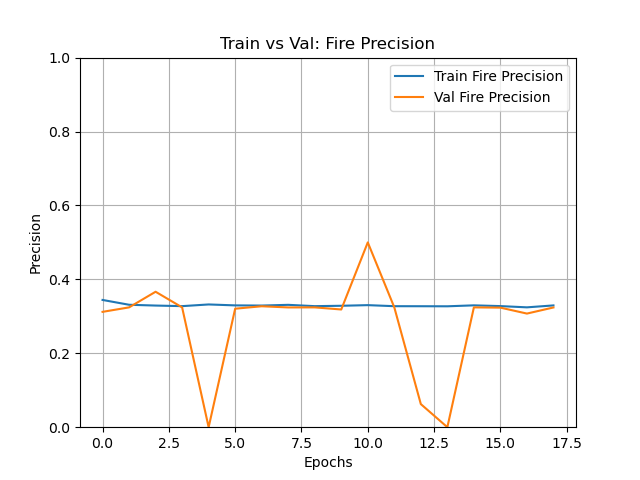 Train vs Val: Fire Precision
1.0
0.8
0.6
0.4
0.2
0.0
Precision
Train Fire Precision
Val Fire Precision
0.0 2.5 5.0 7.5 10.0 12.5 15.0 17.5
Epochs